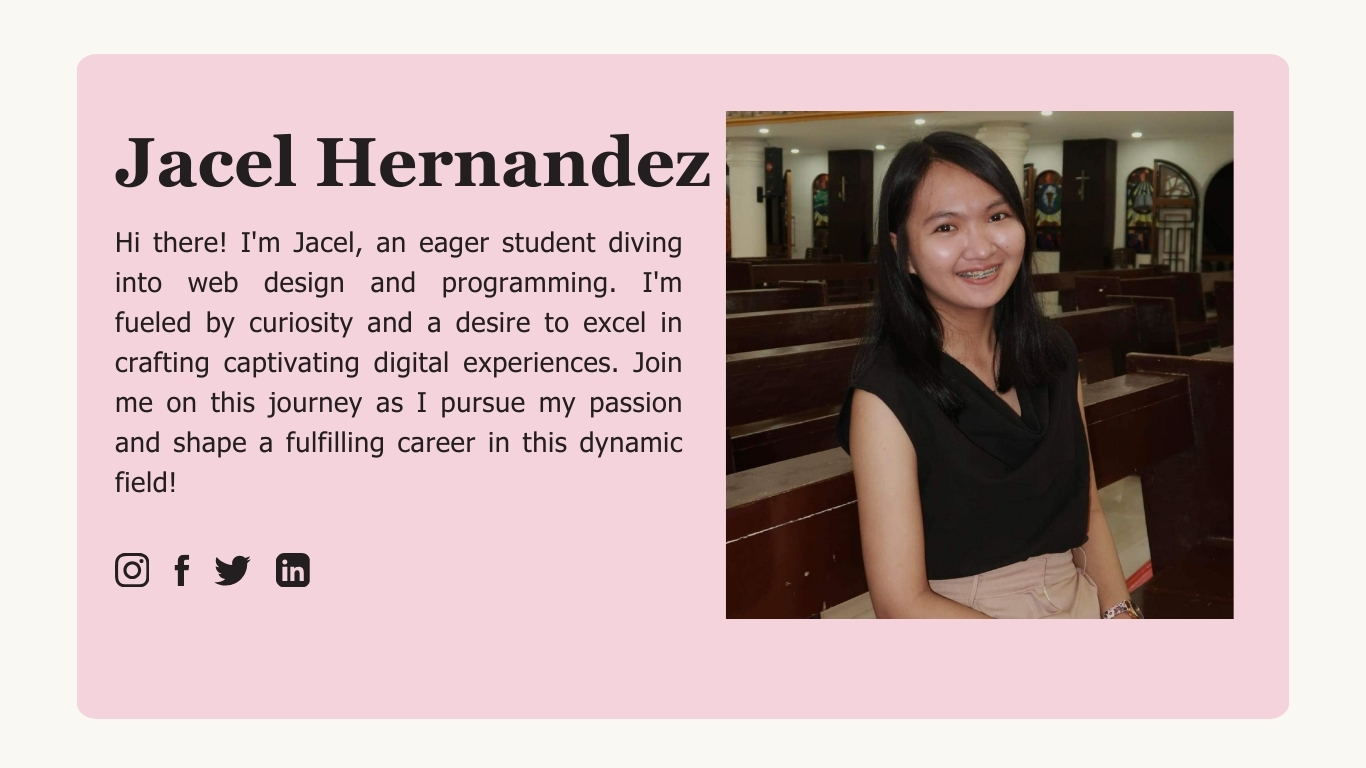 Jacel Hernandez
Hi there! I'm Jacel, an eager student diving
into web design and programming. I'm
fueled by curiosity and a desire to excel in
crafting captivating digital experiences. Join
me on this journey as I pursue my passion
and shape a fulfilling career in this dynamic
field!